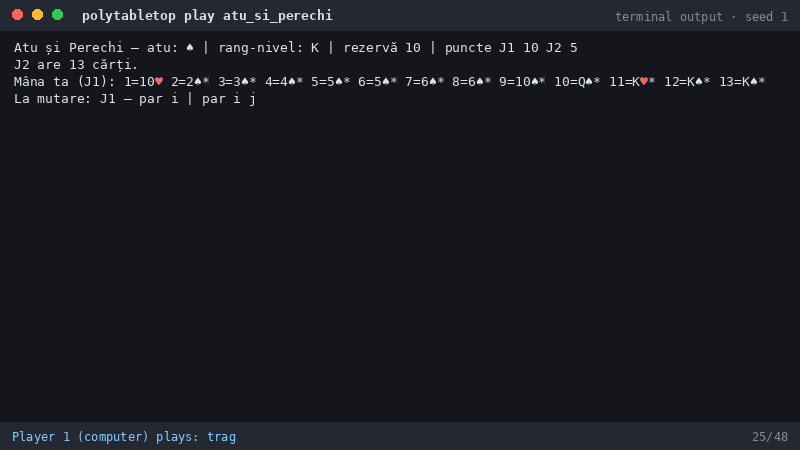 polytabletop play atu_si_perechi
terminal output · seed 1
Atu și Perechi — atu: ♠ | rang-nivel: K | rezervă 10 | puncte J1 10 J2 5
J2 are 13 cărți.
Mâna ta (J1): 1=10♥ 2=2♠* 3=3♠* 4=4♠* 5=5♠* 6=5♠* 7=6♠* 8=6♠* 9=10♠* 10=Q♠* 11=K♥* 12=K♠* 13=K♠*
La mutare: J1 — par i | par i j
Player 1 (computer) plays: trag
25/48